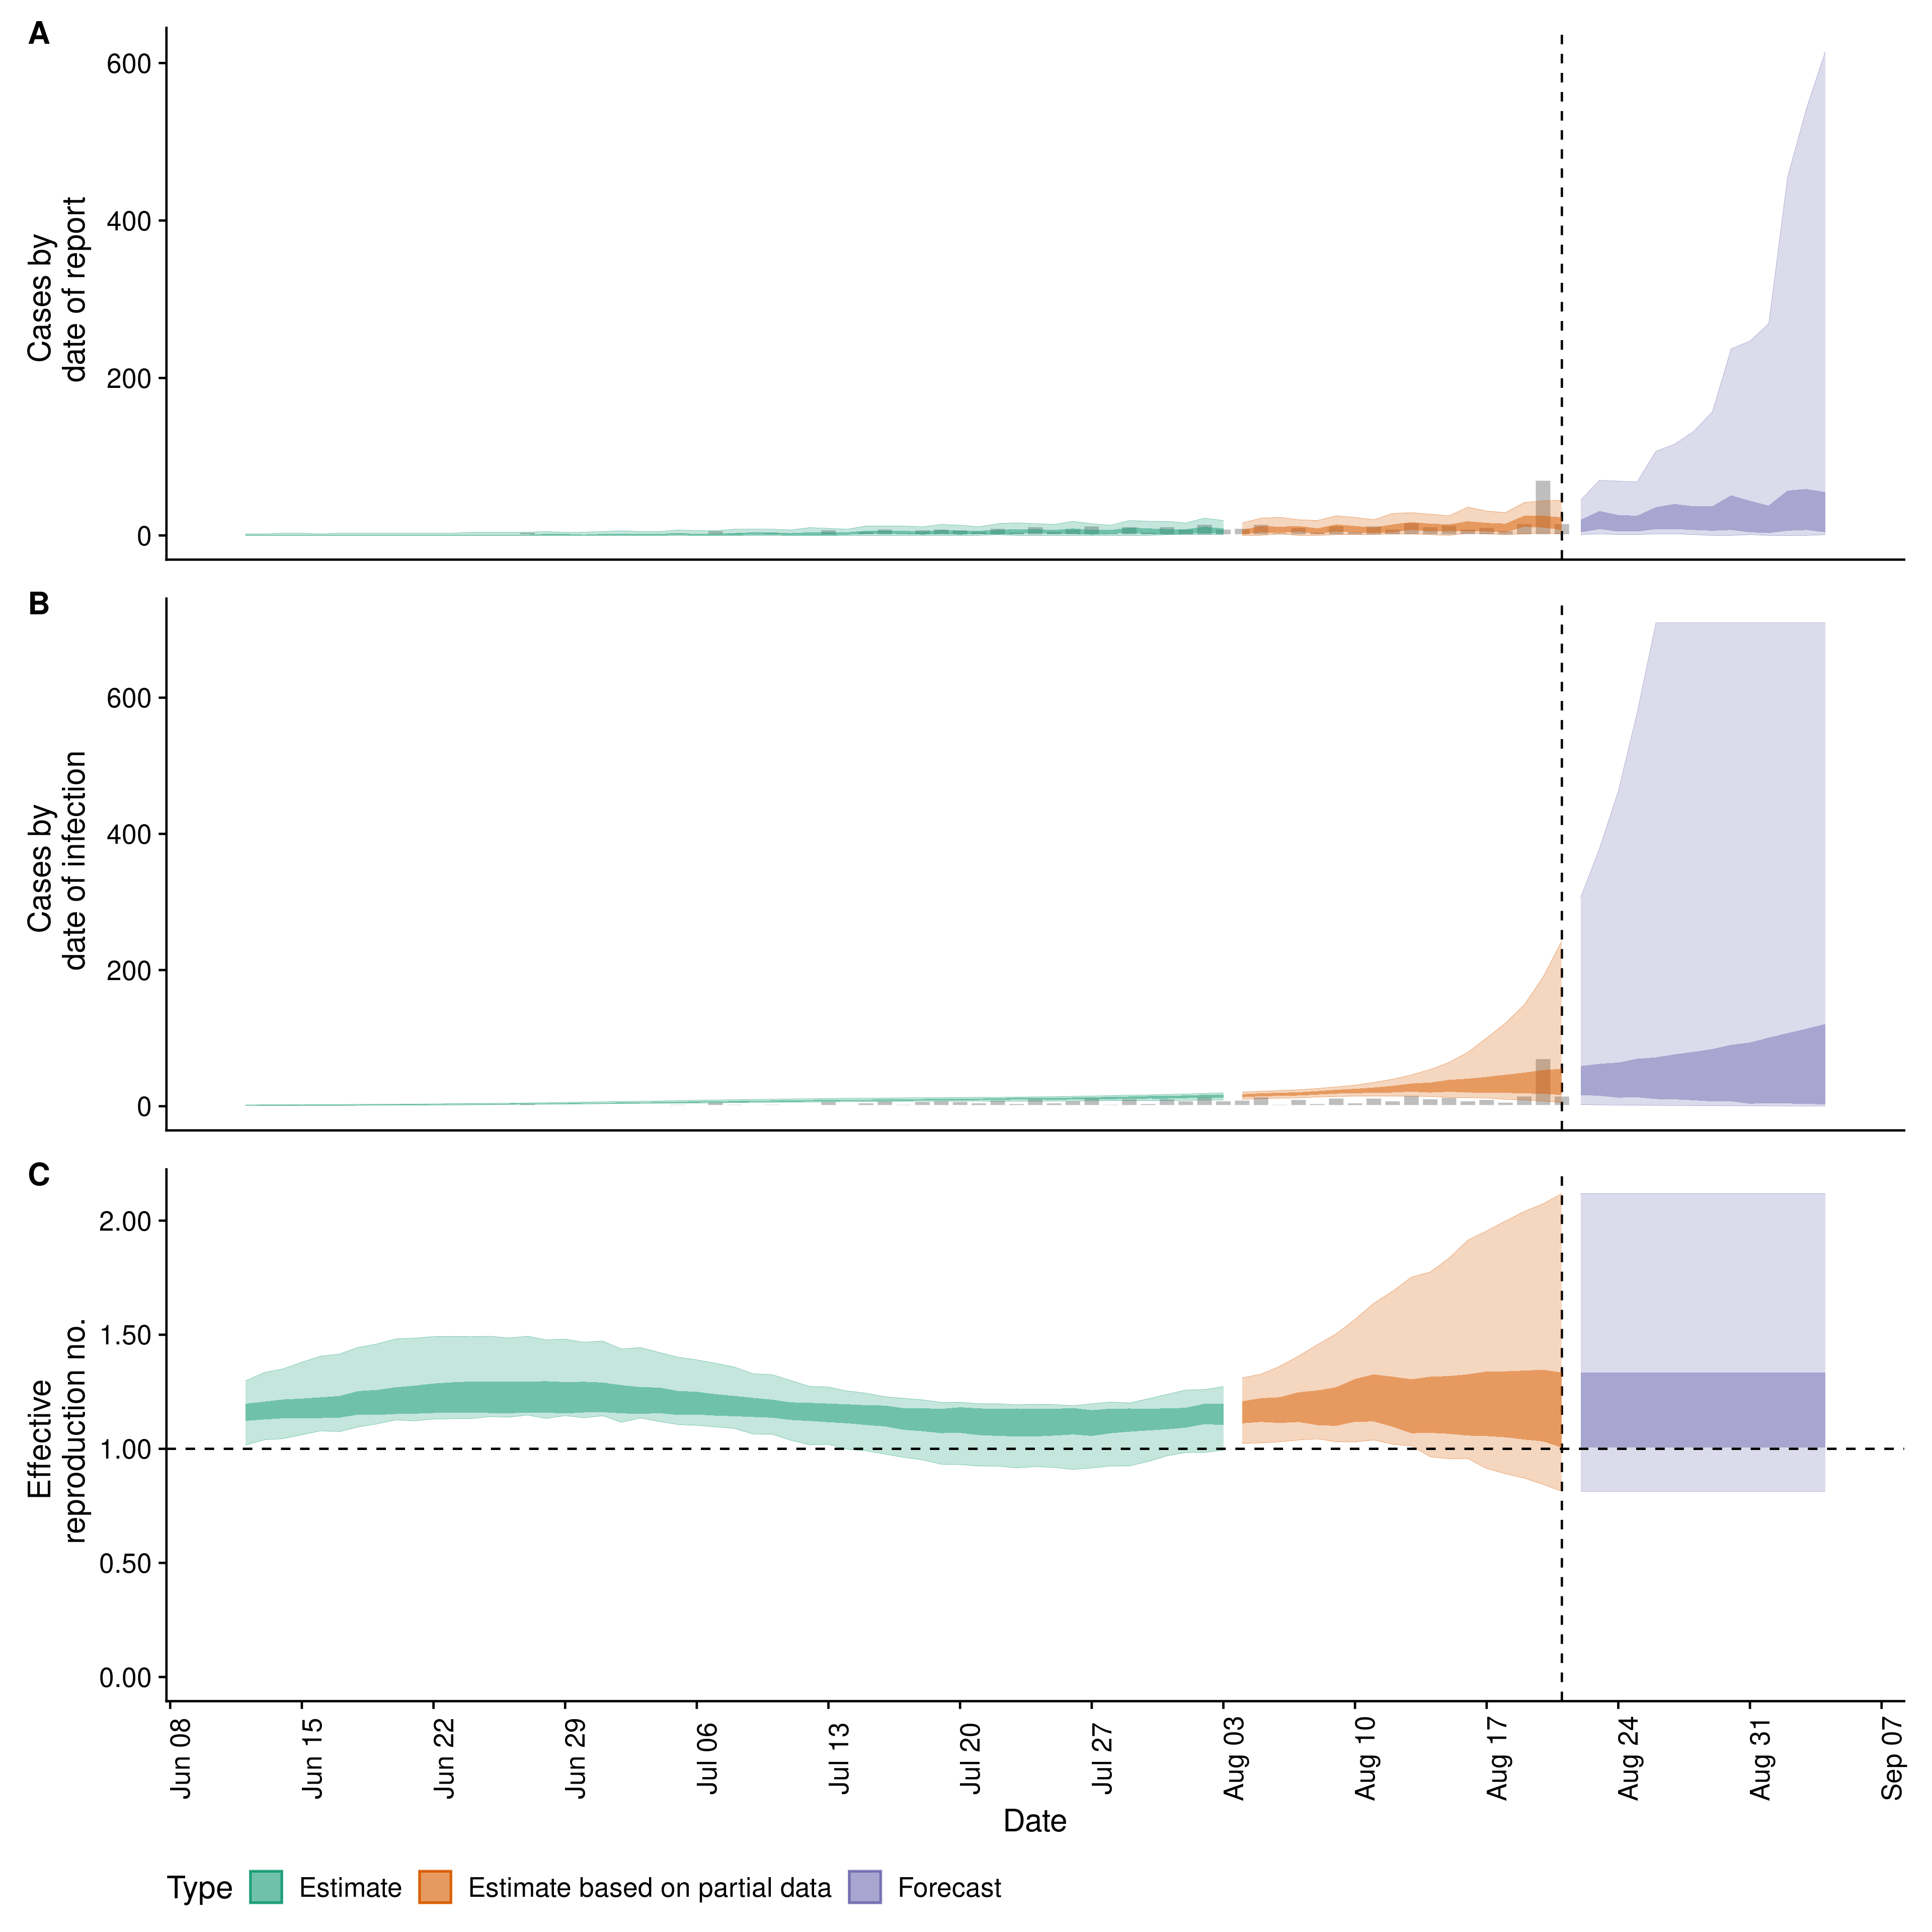 A
Cases by
date of report
600
400
200
0
B
Cases by
date of infection
600
400
200
0
C
Effective
reproduction no.
2.00
1.50
1.00
0.50
0.00
Jun 08
Jun 15
Jun 22
Jun 29
Jul 06
Jul 13
Jul 20
Jul 27
Aug 03
Aug 10
Aug 17
Aug 24
Aug 31
Sep 07
Date
Type Estimate Estimate based on partial data Forecast